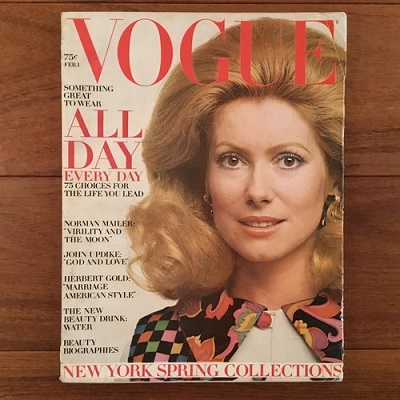 VOGUE
75¢
FEB.1
SOMETHING
GREAT
TO WEAR
ALL
DAY
EVERY DAY
75 CHOICES FOR
THE LIFE YOU LEAD
NORMAN MAILER:
"VIRILITY AND
THE MOON"
JOHN UPDIKE:
"GOD AND LOVE"
HERBERT GOLD:
"MARRIAGE
AMERICAN STYLE"
THE NEW
BEAUTY DRINK:
WATER
BEAUTY
BIOGRAPHIES
NEW YORK SPRING COLLECTIONS